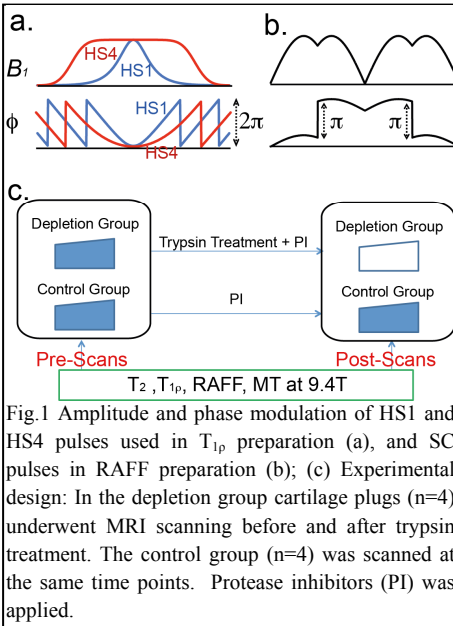 a.
b.
HS4
B₁
HS1
HS1
ϕ
2π
π π
HS4
c.
Depletion Group
Depletion Group
Trypsin Treatment + PI
Control Group
Control Group
PI
Pre-Scans
Post-Scans
T₂ ,T₁ρ, RAFF, MT at 9.4T
Fig.1 Amplitude and phase modulation of HS1 and
HS4 pulses used in T₁ρ preparation (a), and SC
pulses in RAFF preparation (b); (c) Experimental
design: In the depletion group cartilage plugs (n=4)
underwent MRI scanning before and after trypsin
treatment. The control group (n=4) was scanned at
the same time points.  Protease inhibitors (PI) was
applied.